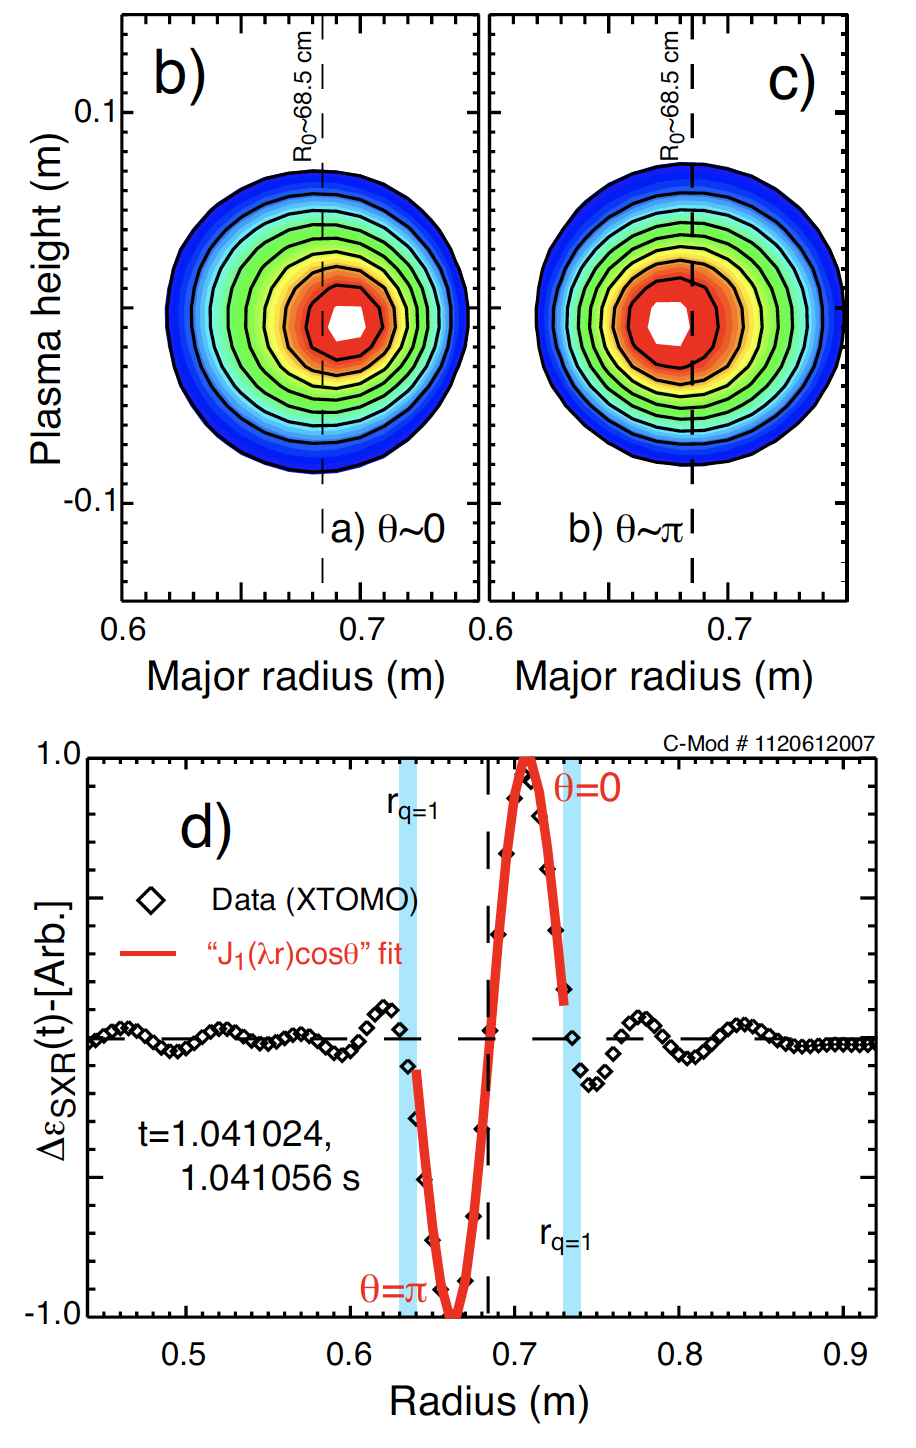 b)
R₀~68.5 cm
R₀~68.5 cm
c)
0.1
Plasma height (m)
-0.1
a) θ~0
b) θ~π
0.6
0.7
0.6
0.7
Major radius (m)
Major radius (m)
C-Mod # 1120612007
1.0
θ=0
r_q=1
d)
Data (XTOMO)
"J₁(λr)cosθ" fit
Δε_SXR(t)-[Arb.]
t=1.041024,
1.041056 s
r_q=1
θ=π
-1.0
0.5
0.6
0.7
0.8
0.9
Radius (m)